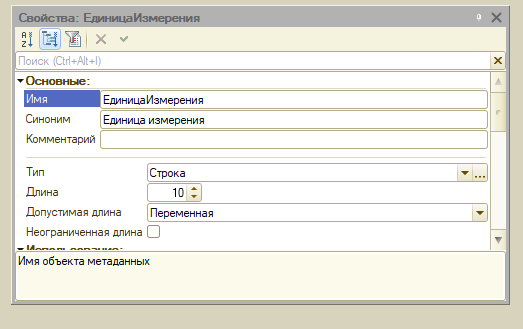 Свойства: ЕдиницаИзмерения
Поиск (Ctrl+Alt+I)
Основные:
Имя ЕдиницаИзмерения
Синоним Единица измерения
Комментарий
Тип Строка ...
Длина 10
Допустимая длина Переменная
Неограниченная длина
Использование:
Имя объекта метаданных